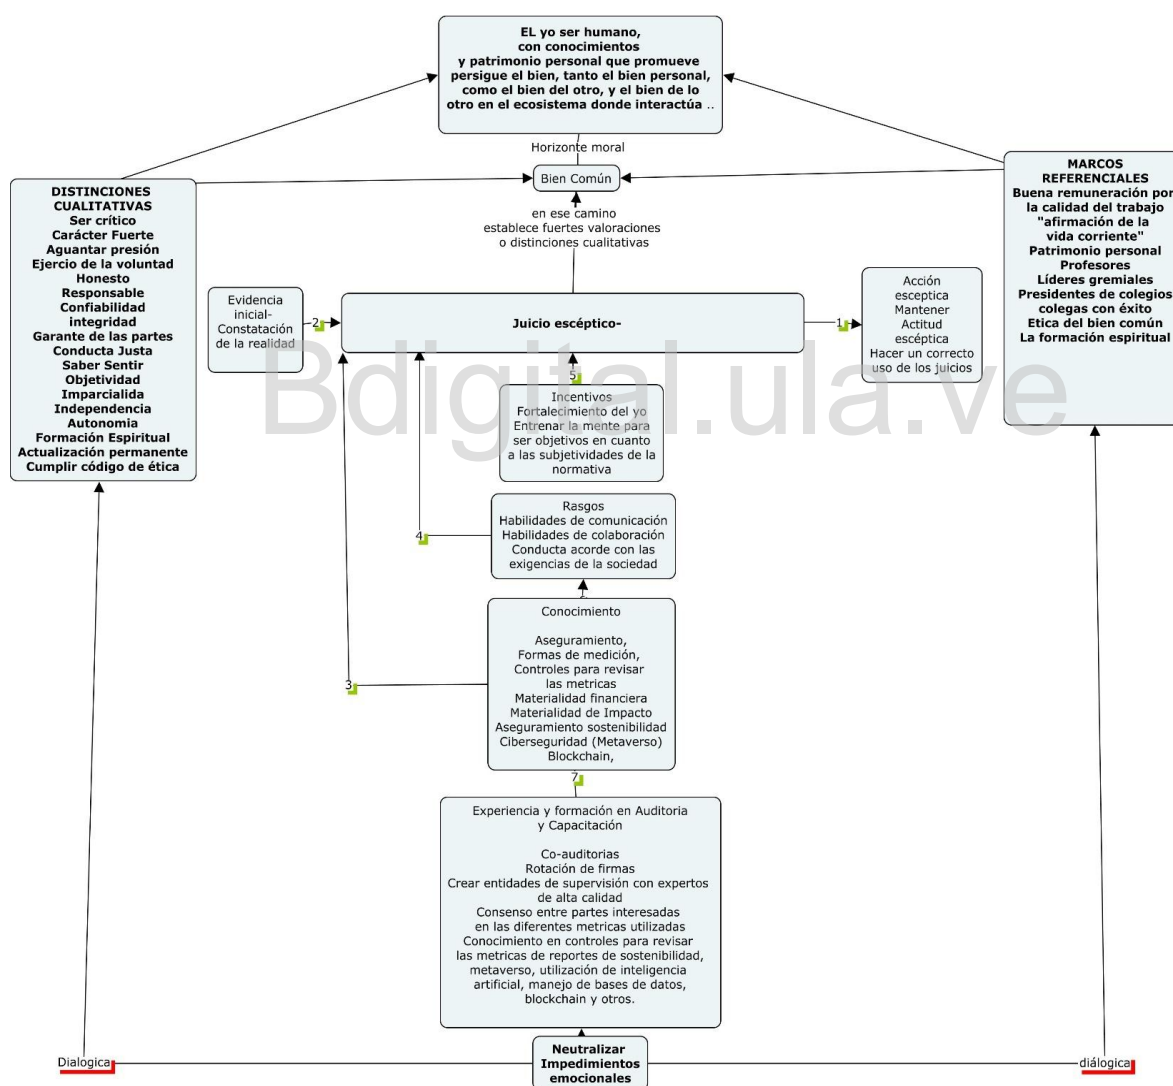 EL yo ser humano,
con conocimientos
y patrimonio personal que promueve
persigue el bien, tanto el bien personal,
como el bien del otro, y el bien de lo
otro en el ecosistema donde interactúa ..
Horizonte moral
Bien Común
en ese camino
establece fuertes valoraciones
o distinciones cualitativas
DISTINCIONES
CUALITATIVAS
Ser crítico
Carácter Fuerte
Aguantar presión
Ejercio de la voluntad
Honesto
Responsable
Confiabilidad
integridad
Garante de las partes
Conducta Justa
Saber Sentir
Objetividad
Imparcialida
Independencia
Autonomia
Formación Espiritual
Actualización permanente
Cumplir código de ética
MARCOS
REFERENCIALES
Buena remuneración por
la calidad del trabajo
"afirmación de la
vida corriente"
Patrimonio personal
Profesores
Líderes gremiales
Presidentes de colegios
colegas con éxito
Etica del bien común
La formación espiritual
Evidencia
inicial-
Constatación
de la realidad
2
Juicio escéptico-
1
Acción
esceptica
Mantener
Actitud
escéptica
Hacer un correcto
uso de los juicios
Bdigital.ula.ve
5
Incentivos
Fortalecimiento del yo
Entrenar la mente para
ser objetivos en cuanto
a las subjetividades de la
normativa
4
Rasgos
Habilidades de comunicación
Habilidades de colaboración
Conducta acorde con las
exigencias de la sociedad
3
Conocimiento
Aseguramiento,
Formas de medición,
Controles para revisar
las metricas
Materialidad financiera
Materialidad de Impacto
Aseguramiento sostenibilidad
Ciberseguridad (Metaverso)
Blockchain,
7
Experiencia y formación en Auditoria
y Capacitación
Co-auditorias
Rotación de firmas
Crear entidades de supervisión con expertos
de alta calidad
Consenso entre partes interesadas
en las diferentes metricas utilizadas
Conocimiento en controles para revisar
las metricas de reportes de sostenibilidad,
metaverso, utilización de inteligencia
artificial, manejo de bases de datos,
blockchain y otros.
Dialogica
Neutralizar
Impedimientos
emocionales
diálogica